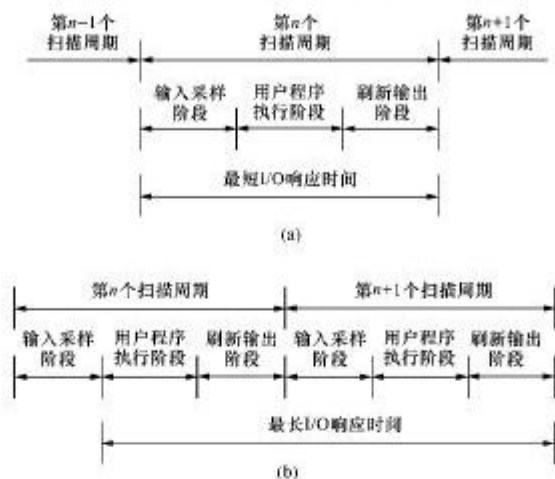 第n-1个
扫描周期
第n个
扫描周期
第n+1个
扫描周期
输入采样
阶段
用户程序
执行阶段
刷新输出
阶段
最短I/O响应时间
(a)
第n个扫描周期
第n+1个扫描周期
输入采样
阶段
用户程序
执行阶段
刷新输出
阶段
输入采样
阶段
用户程序
执行阶段
刷新输出
阶段
最长I/O响应时间
(b)